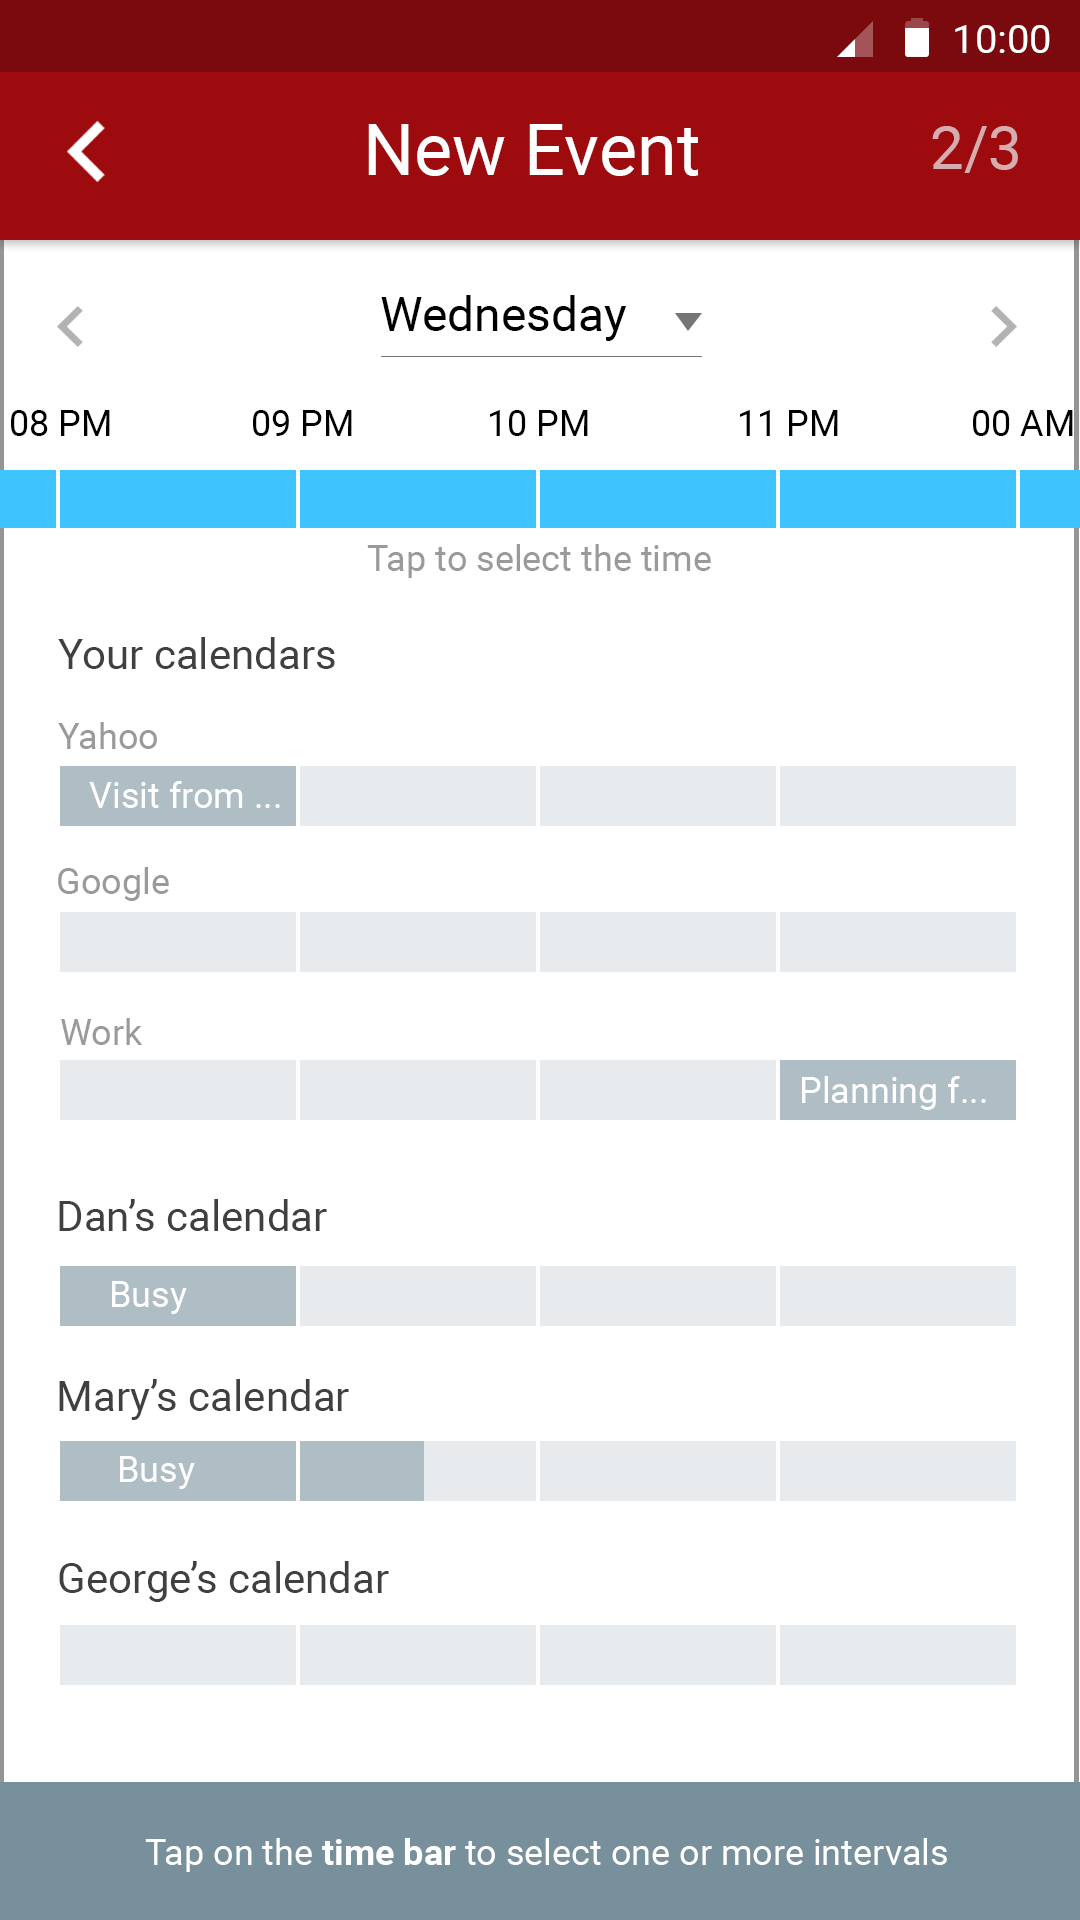 10:00
New Event
2/3
Wednesday
08 PM 09 PM 10 PM 11 PM 00 AM
Tap to select the time
Your calendars
Yahoo
Visit from ...
Google
Work
Planning f...
Dan’s calendar
Busy
Mary’s calendar
Busy
George’s calendar
Tap on the time bar to select one or more intervals